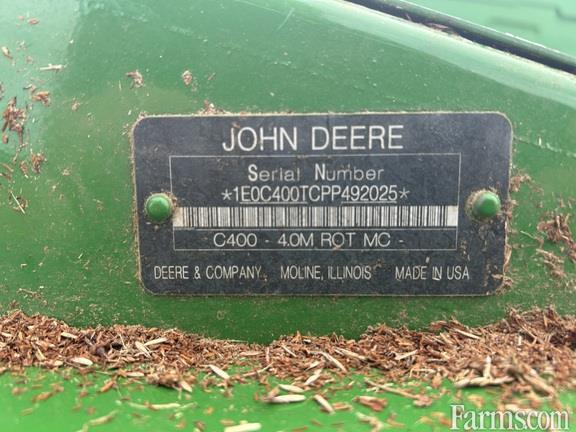 JOHN DEERE
Serial Number
*1E0C400TCPP492025*
C400 - 4.0M ROT MC -
DEERE & COMPANY MOLINE, ILLINOIS MADE IN USA
Farms.com